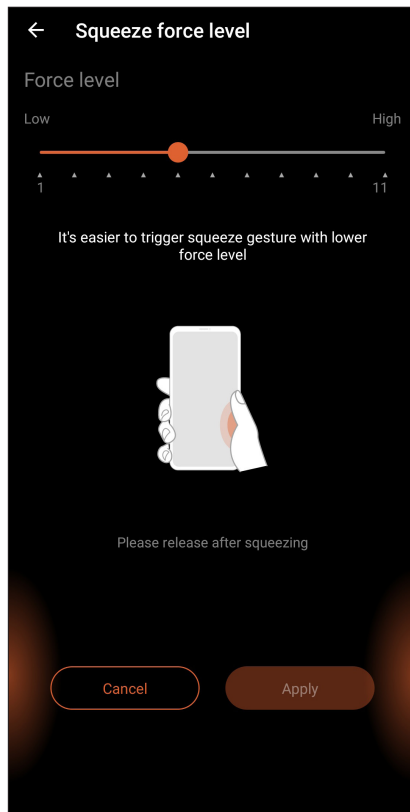 Squeeze force level
Force level
Low High
1 11
It's easier to trigger squeeze gesture with lower
force level
Please release after squeezing
Cancel Apply